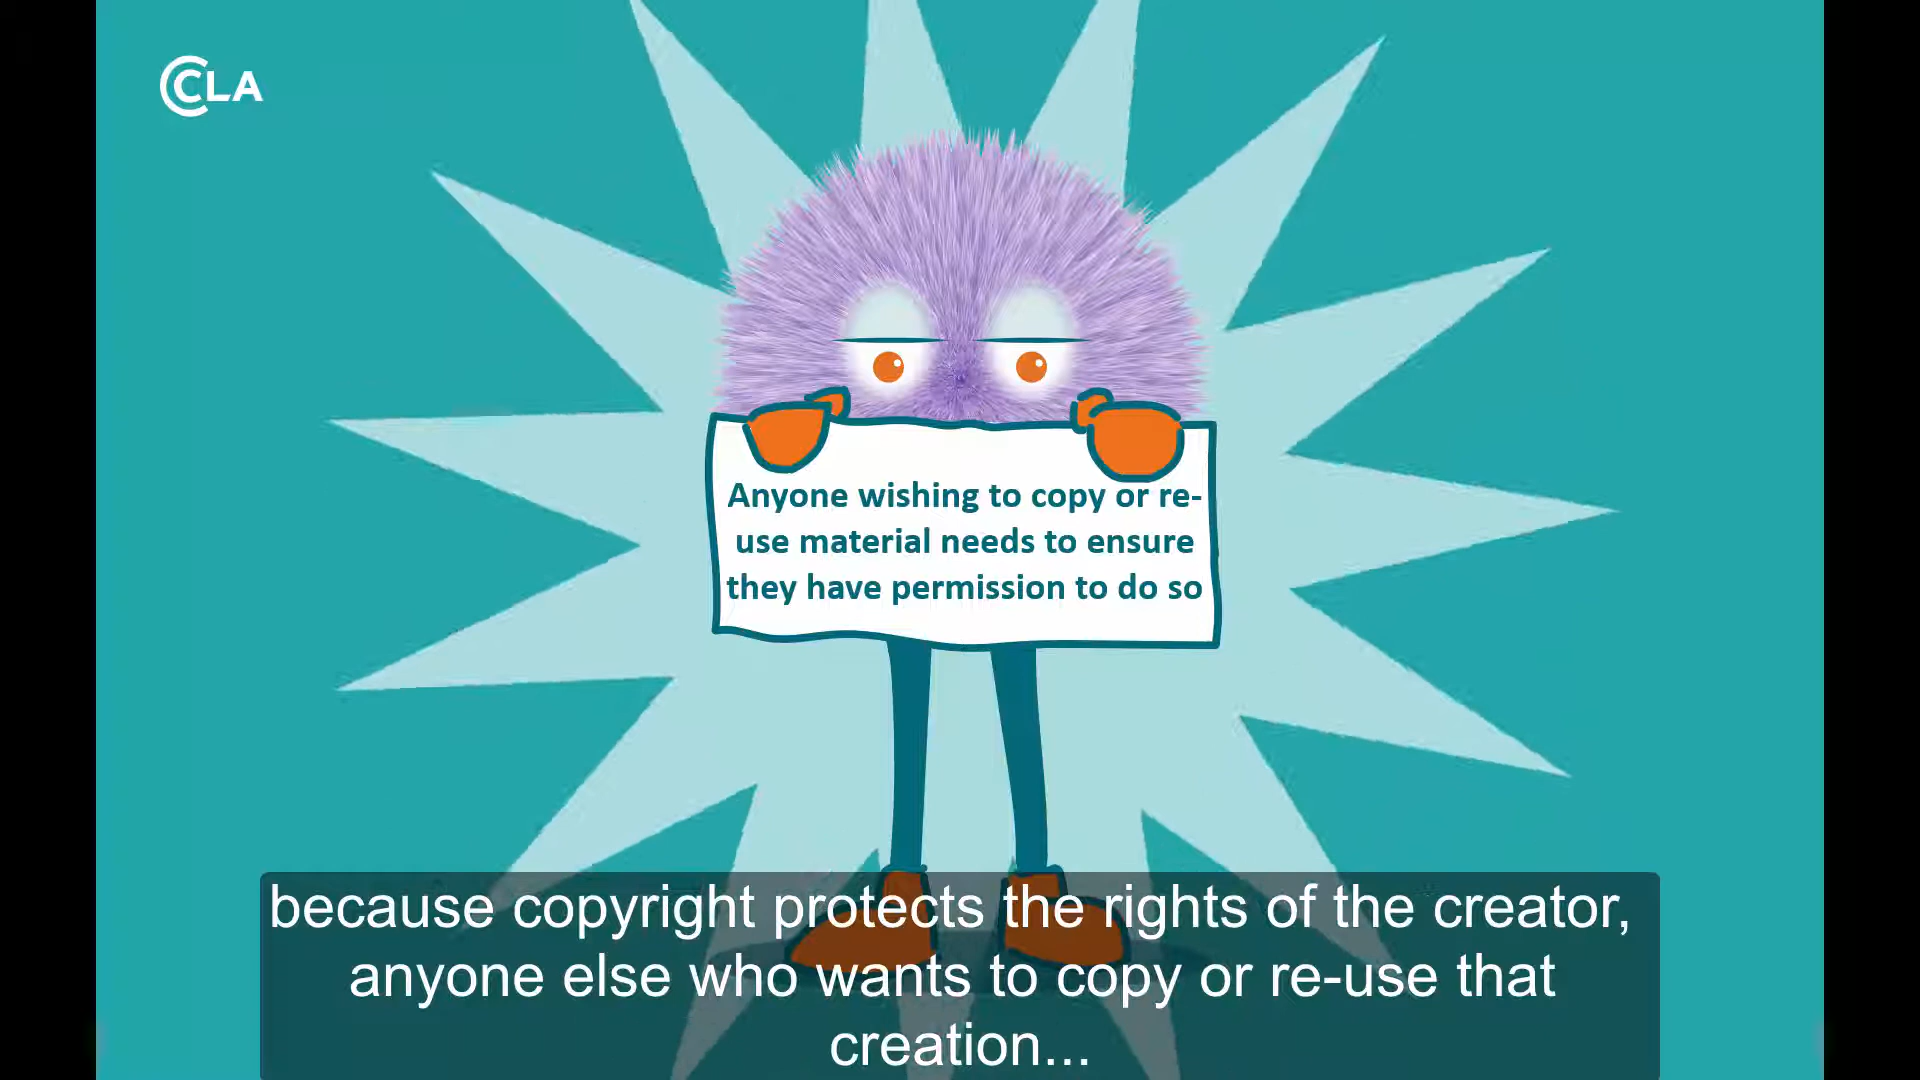 CLA
Anyone wishing to copy or re-
use material needs to ensure
they have permission to do so
because copyright protects the rights of the creator,
anyone else who wants to copy or re-use that
creation...